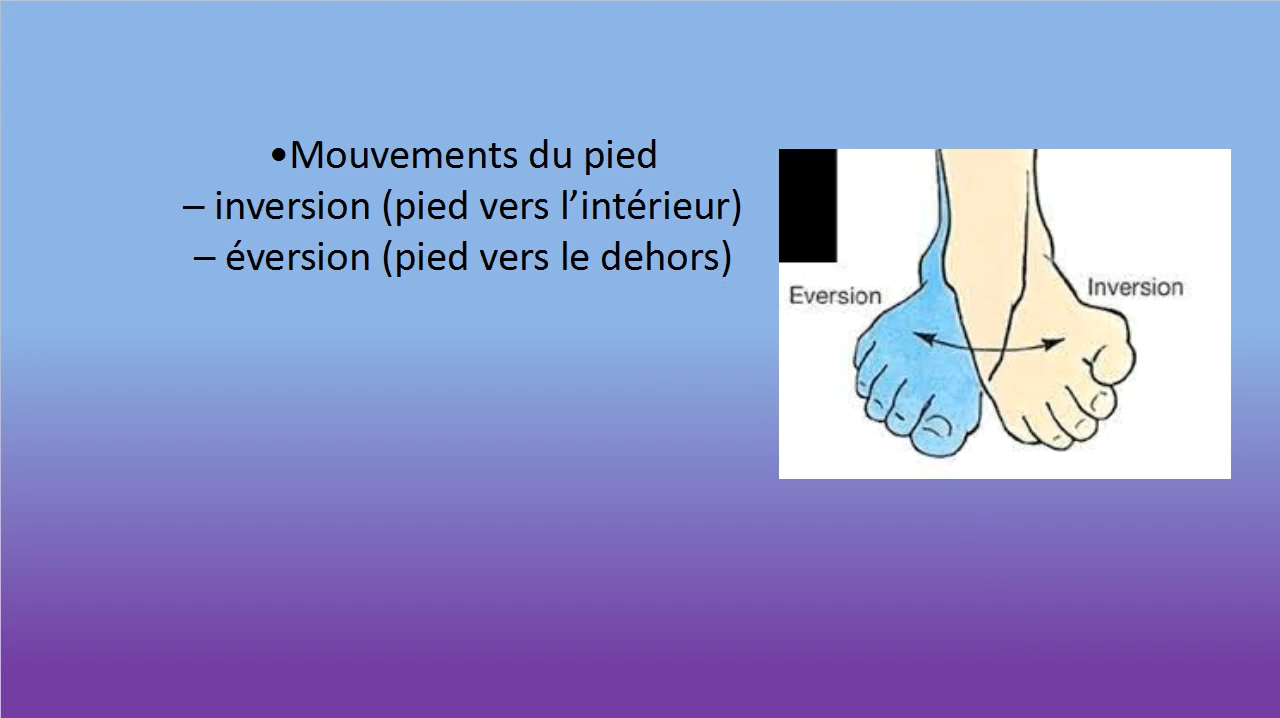 •Mouvements du pied
– inversion (pied vers l’intérieur)
– éversion (pied vers le dehors)
Eversion
Inversion